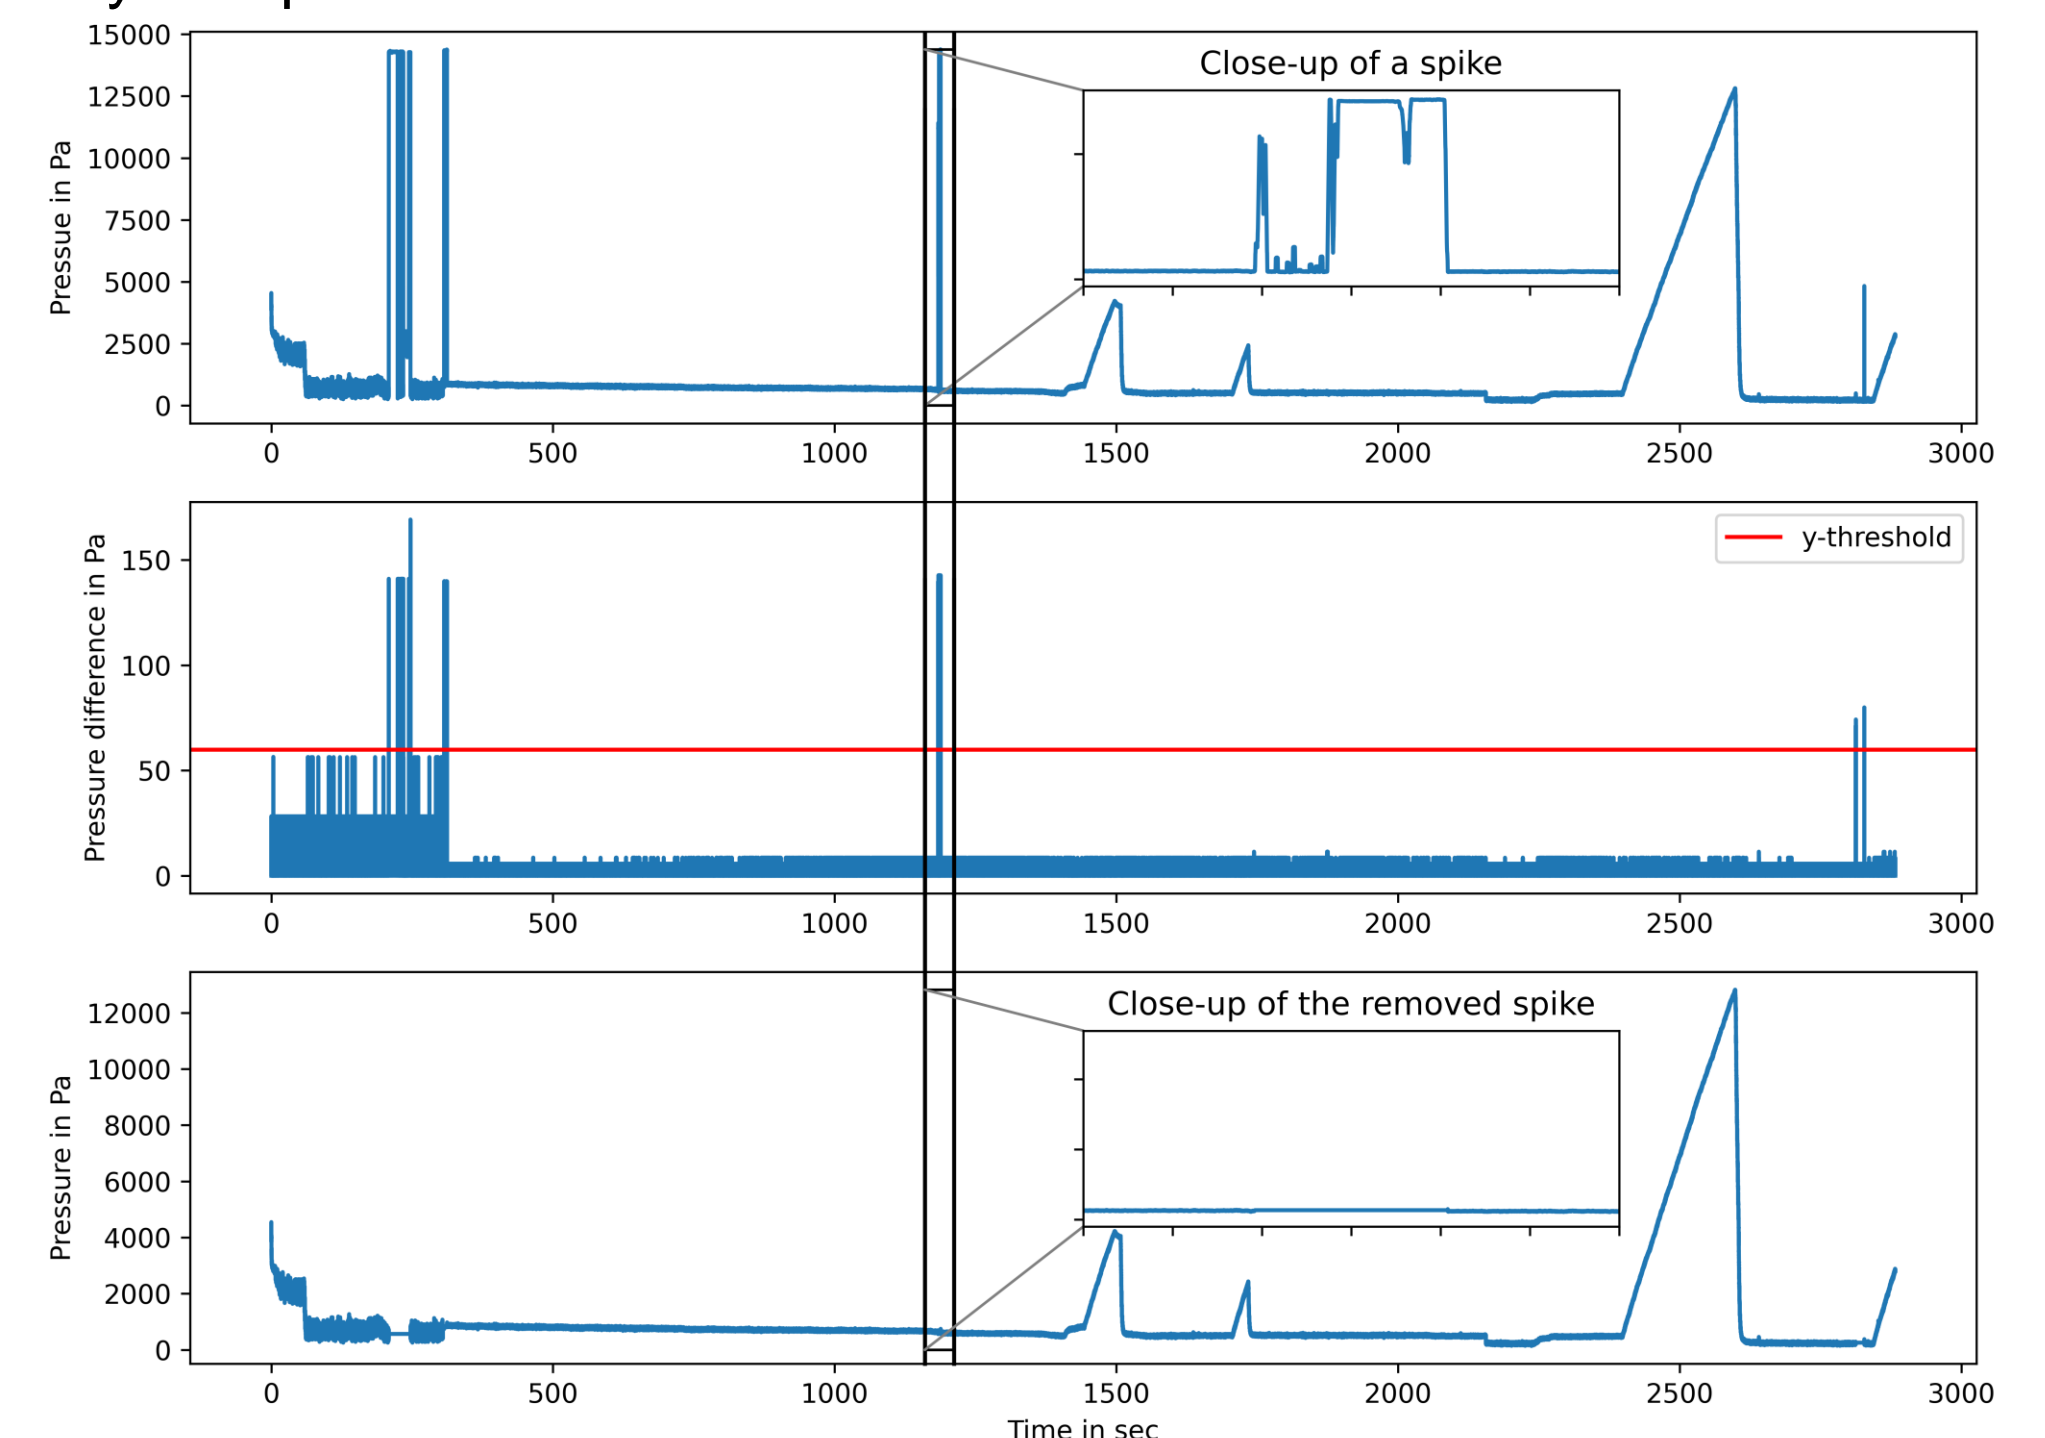 15000
12500
10000
7500
5000
2500
0
Pressue in Pa
Close-up of a spike
0 500 1000 1500 2000 2500 3000
150
100
50
0
Pressure difference in Pa
y-threshold
0 500 1000 1500 2000 2500 3000
12000
10000
8000
6000
4000
2000
0
Pressure in Pa
Close-up of the removed spike
0 500 1000 1500 2000 2500 3000
Time in sec